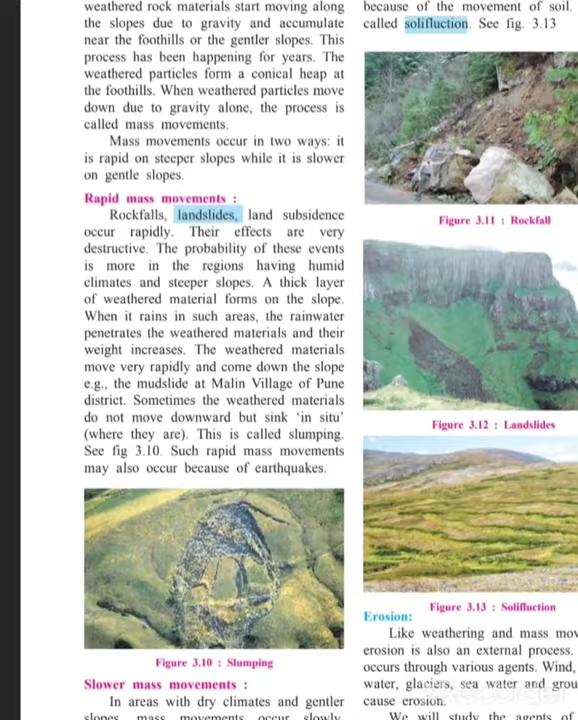 weathered rock materials start moving along
the slopes due to gravity and accumulate
near the foothills or the gentler slopes. This
process has been happening for years. The
weathered particles form a conical heap at
the foothills. When weathered particles move
down due to gravity alone, the process is
called mass movements.
Mass movements occur in two ways: it
is rapid on steeper slopes while it is slower
on gentle slopes.
Rapid mass movements :
Rockfalls, landslides, land subsidence
occur rapidly. Their effects are very
destructive. The probability of these events
is more in the regions having humid
climates and steeper slopes. A thick layer
of weathered material forms on the slope.
When it rains in such areas, the rainwater
penetrates the weathered materials and their
weight increases. The weathered materials
move very rapidly and come down the slope
e.g., the mudslide at Malin Village of Pune
district. Sometimes the weathered materials
do not move downward but sink 'in situ'
(where they are). This is called slumping.
See fig 3.10. Such rapid mass movements
may also occur because of earthquakes.
Figure 3.10 : Slumping
Slower mass movements :
In areas with dry climates and gentler
slopes, mass movements occur slowly
because of the movement of soil.
called solifluction. See fig. 3.13
Figure 3.11 : Rockfall
Figure 3.12 : Landslides
Figure 3.13 : Solifluction
Erosion:
Like weathering and mass mov
erosion is also an external process.
occurs through various agents. Wind,
water, glaciers, sea water and grou
cause erosion.
We will study the agents of